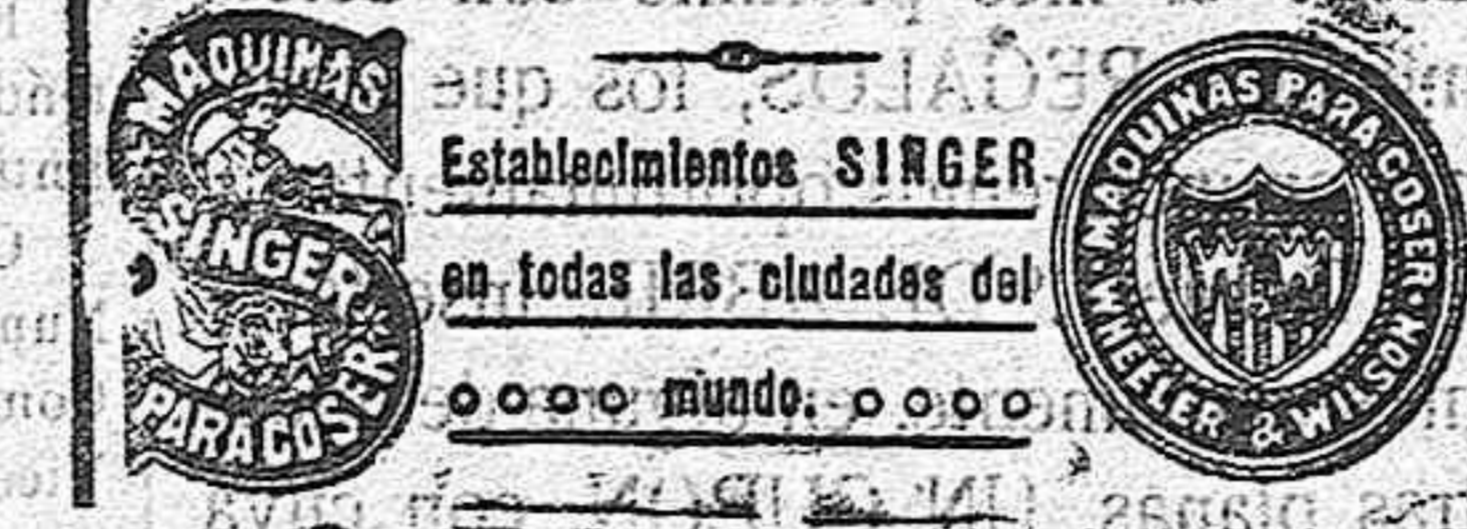 MAQUINAS
SINGER
PARA COSER
Establecimientos SINGER
en todas las ciudades del
mundo.
MAQUINAS PARA COSER
WHEELER & WILSON